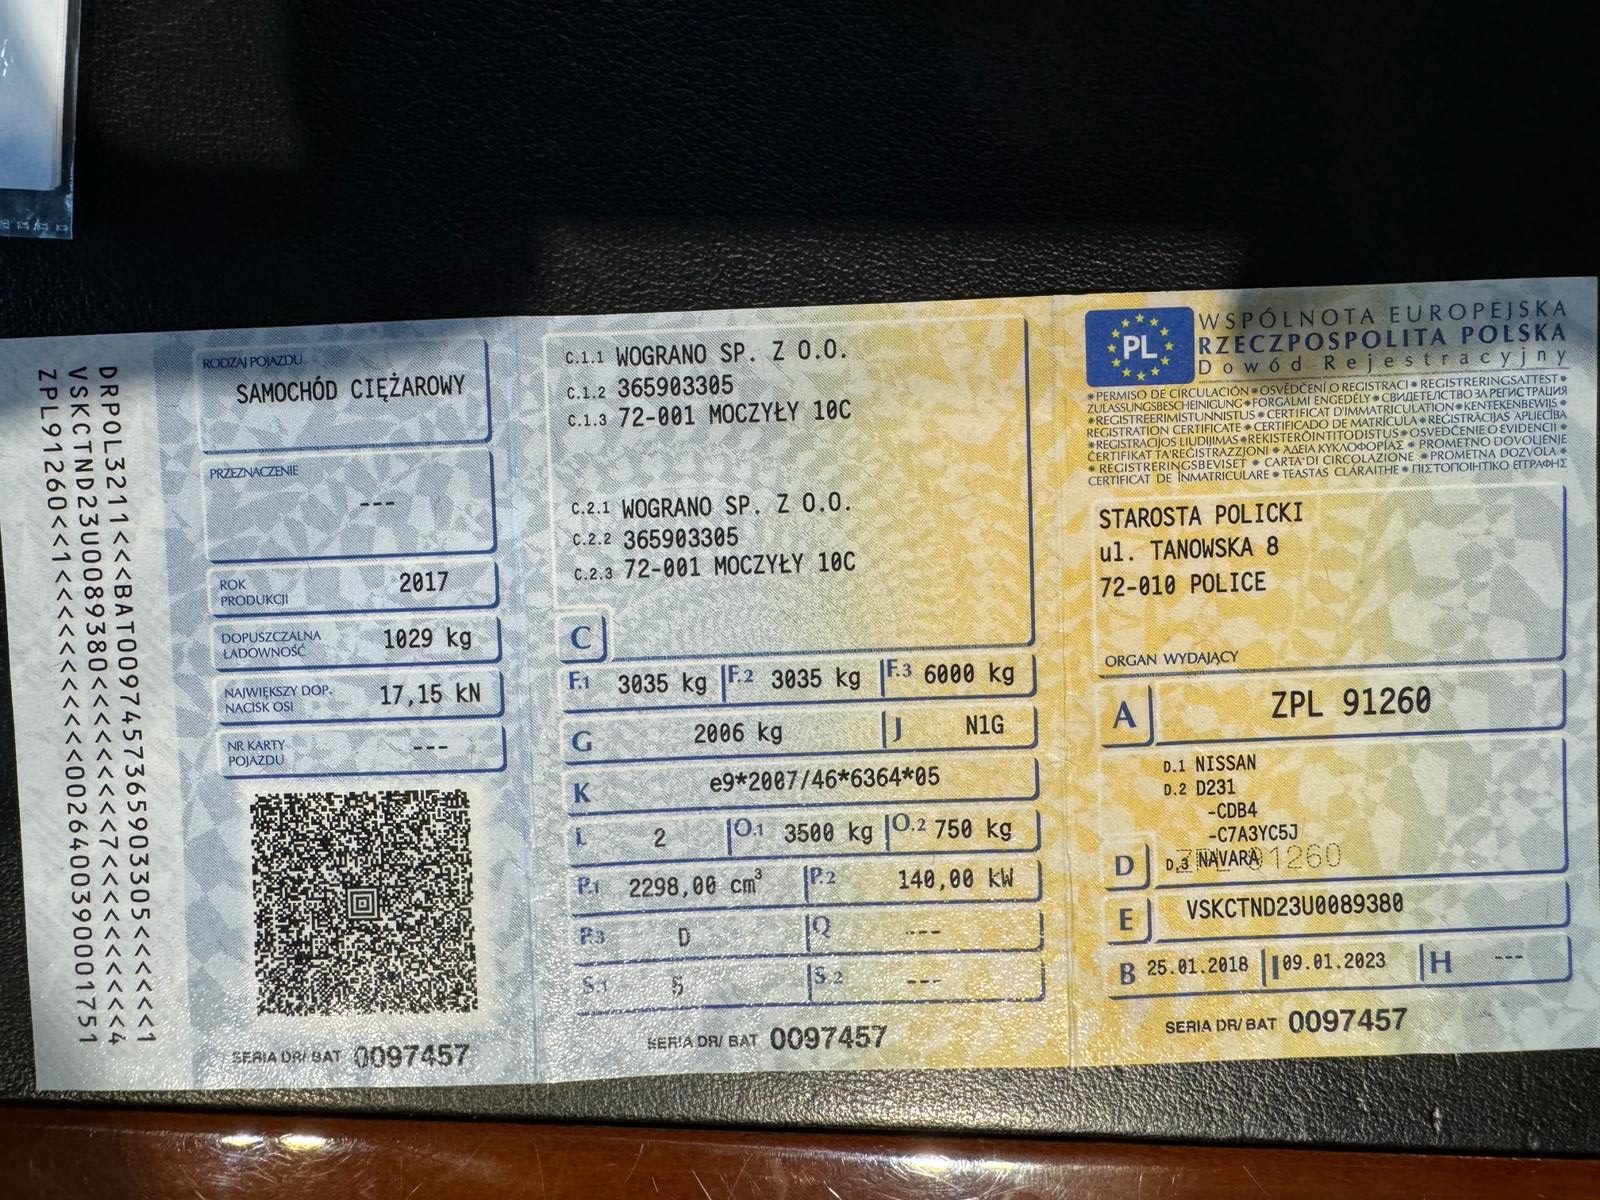 DRPOL3211<<<BAT0097457365903305<<<<<1
VSKCTND23U0089380<<<<<<<7<<<<<<<<<<<4
ZPL91260<<1<<<<<<<<<<<<00264003900001751
RODZAJ POJAZDU
SAMOCHÓD CIĘŻAROWY
PRZEZNACZENIE
---
ROK PRODUKCJI 2017
DOPUSZCZALNA ŁADOWNOŚĆ 1029 kg
NAJWIĘKSZY DOP. NACISK OSI 17,15 kN
NR KARTY POJAZDU ---
SERIA DR/ BAT 0097457
C.1.1 WOGRANO SP. Z O.O.
C.1.2 365903305
C.1.3 72-001 MOCZYŁY 10C
C.2.1 WOGRANO SP. Z O.O.
C.2.2 365903305
C.2.3 72-001 MOCZYŁY 10C
C
F.1 3035 kg F.2 3035 kg F.3 6000 kg
G 2006 kg J N1G
K e9*2007/46*6364*05
L 2 O.1 3500 kg O.2 750 kg
P.1 2298,00 cm³ P.2 140,00 kW
P.3 D Q ---
S.1 5 S.2 ---
SERIA DR/ BAT 0097457
PL
WSPÓLNOTA EUROPEJSKA
RZECZPOSPOLITA POLSKA
Dowód Rejestracyjny
* PERMISO DE CIRCULACIÓN * OSVĚDČENÍ O REGISTRACI * REGISTRERINGSATTEST *
ZULASSUNGSBESCHEINIGUNG * FORGALMI ENGEDÉLY * СВИДЕТЕЛСТВО ЗА РЕГИСТРАЦИЯ
* REGISTREERIMISTUNNISTUS * CERTIFICAT D'IMMATRICULATION * KENTEKENBEWIJS *
REGISTRATION CERTIFICATE * CERTIFICADO DE MATRÍCULA * REĢISTRĀCIJAS APLIECĪBA
* REGISTRACIJOS LIUDIJIMAS * REKISTERÖINTITODISTUS * OSVEDČENIE O EVIDENCII *
ĊERTIFIKAT TA'REĠISTRAZZJONI * ΆΔΕΙΑ ΚΥΚΛΟΦΟΡΙΑΣ * PROMETNO DOVOLJENJE
* REGISTRERINGSBEVISET * CARTA DI CIRCOLAZIONE * PROMETNA DOZVOLA *
CERTIFICAT DE ÎNMATRICULARE * TEASTAS CLÁRAITHE * ΠΙΣΤΟΠΟΙΗΤΙΚΟ ΕΓΓΡΑΦΗΣ
STAROSTA POLICKI
ul. TANOWSKA 8
72-010 POLICE
ORGAN WYDAJĄCY
A ZPL 91260
D.1 NISSAN
D.2 D231
-CDB4
-C7A3YC5J
D D.3 NAVARA
E VSKCTND23U0089380
B 25.01.2018 I 09.01.2023 H ---
SERIA DR/ BAT 0097457